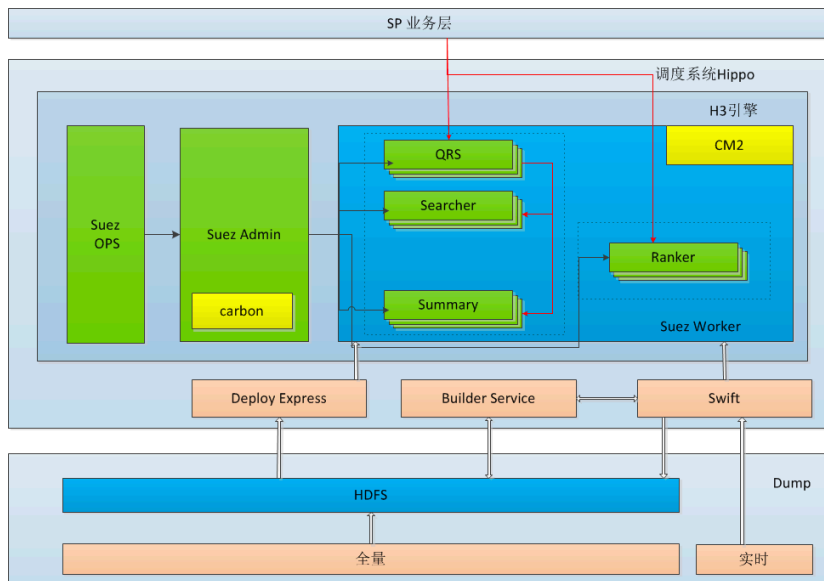 SP 业务层
调度系统Hippo
H3引擎
CM2
QRS
Searcher
Suez
OPS
Suez Admin
Ranker
carbon
Summary
Suez Worker
Deploy Express
Builder Service
Swift
Dump
HDFS
全量
实时